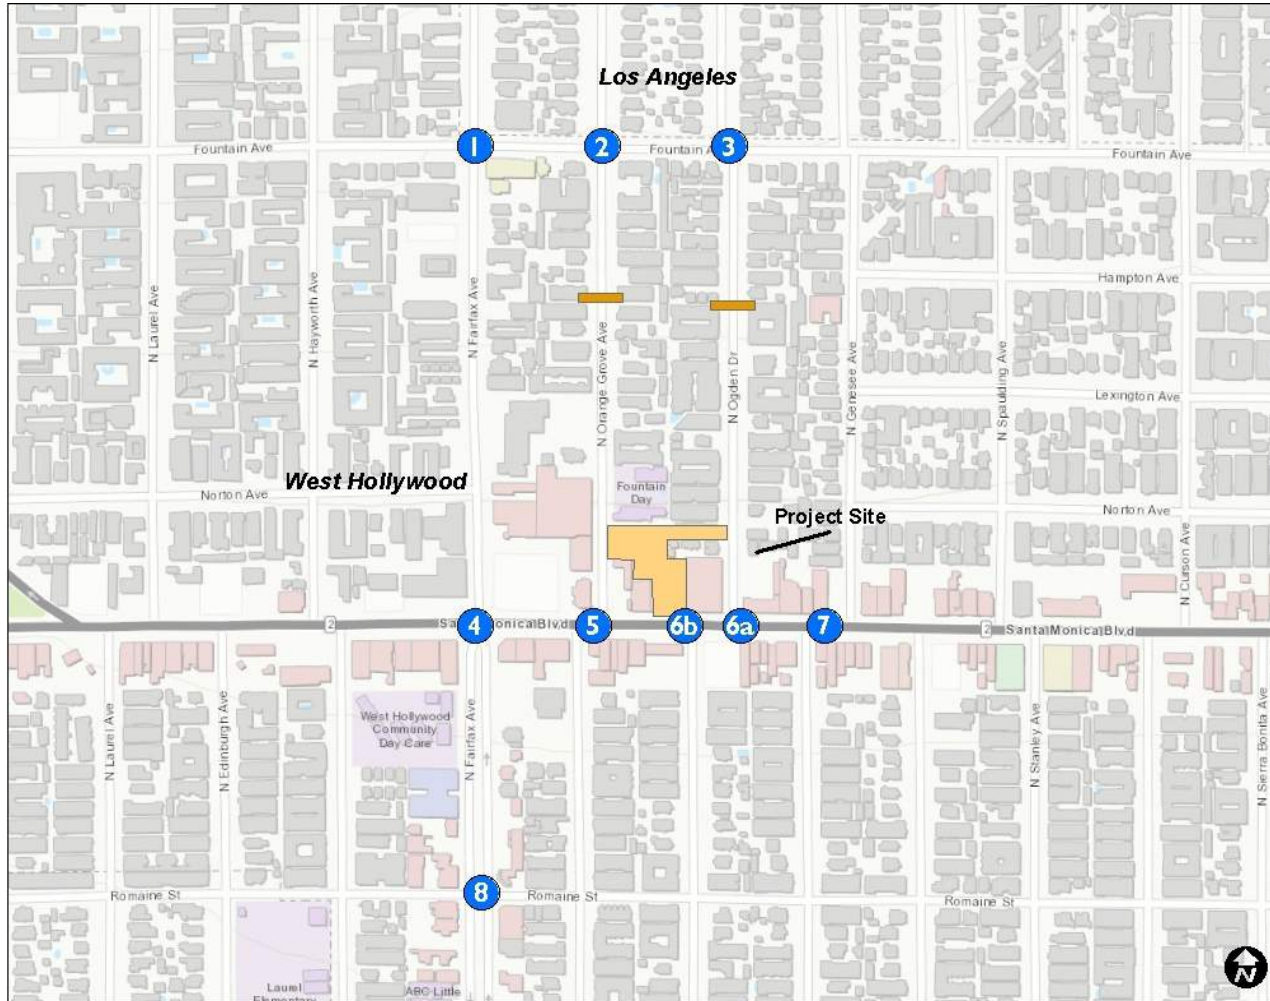 Los Angeles
1
2
3
Fountain Ave
Fountain A
Fountain Ave
Hampton Ave
N Laurel Ave
N Hayworth Ave
N Fairfax Ave
N Orange Grove Ave
N Ogden Dr
N Genesee Ave
N Spaulding Ave
Lexington Ave
West Hollywood
Norton Ave
Fountain
Day
Project Site
Norton Ave
N Curson Ave
2
Sa
4
onica Blvd
5
6b
6a
7
2
Santa Monica Blvd
West Hollywood
Community
Day Care
N Laurel Ave
N Edinburgh Ave
N Fairfax Ave
N Stanley Ave
N Sierra Bonita Ave
Romaine St
8
Romaine St
Romaine St
Laurel
Elementary
ABC Little
N